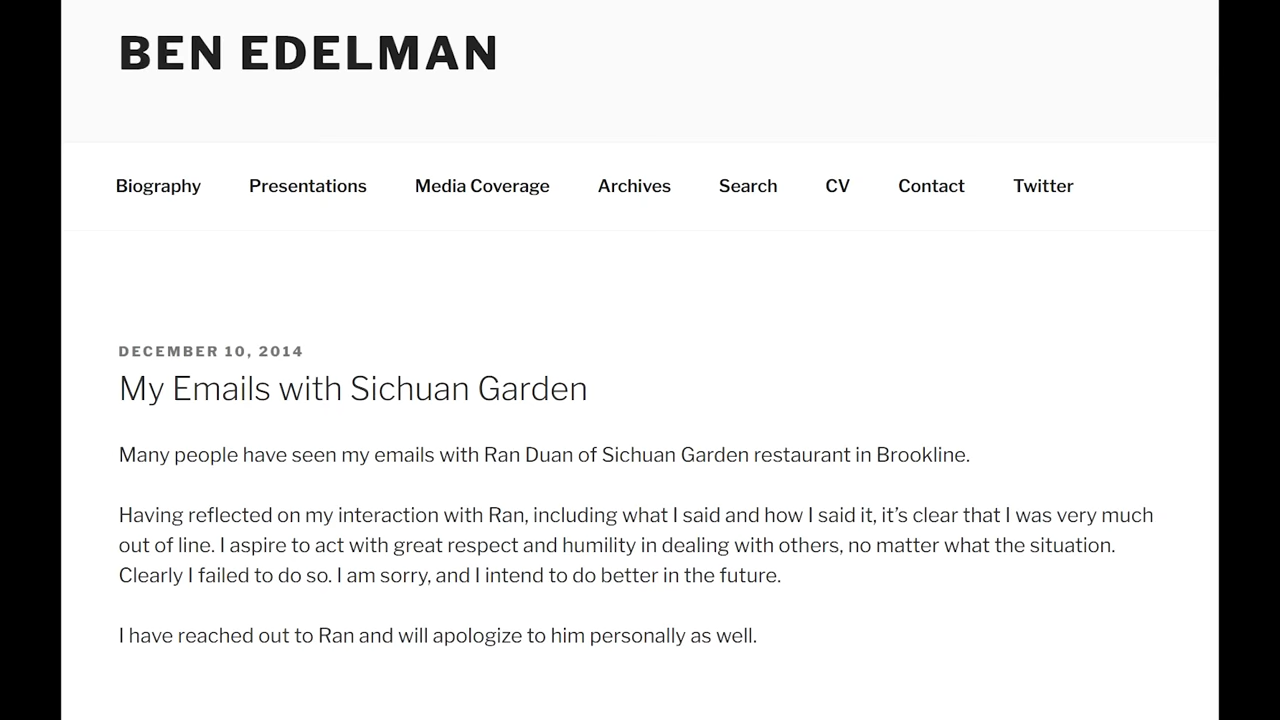 BEN EDELMAN
Biography Presentations Media Coverage Archives Search CV Contact Twitter
DECEMBER 10, 2014
My Emails with Sichuan Garden
Many people have seen my emails with Ran Duan of Sichuan Garden restaurant in Brookline.
Having reflected on my interaction with Ran, including what I said and how I said it, it’s clear that I was very much
out of line. I aspire to act with great respect and humility in dealing with others, no matter what the situation.
Clearly I failed to do so. I am sorry, and I intend to do better in the future.
I have reached out to Ran and will apologize to him personally as well.